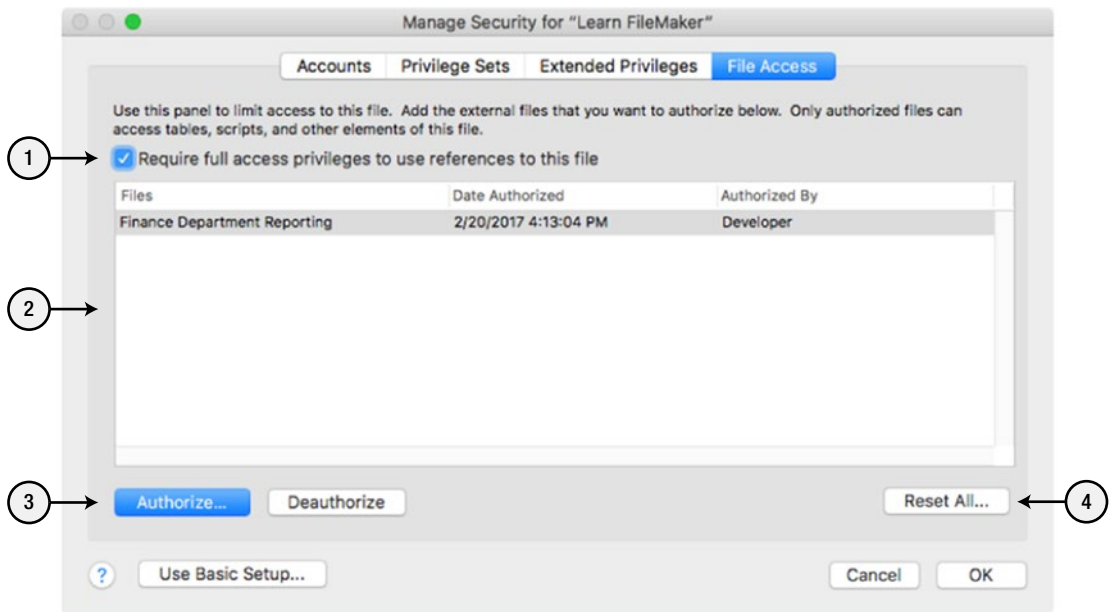 Manage Security for “Learn FileMaker”
Accounts Privilege Sets Extended Privileges File Access
Use this panel to limit access to this file. Add the external files that you want to authorize below. Only authorized files can
access tables, scripts, and other elements of this file.
1 Require full access privileges to use references to this file
Files Date Authorized Authorized By
Finance Department Reporting 2/20/2017 4:13:04 PM Developer
2
3 Authorize... Deauthorize Reset All... 4
? Use Basic Setup... Cancel OK